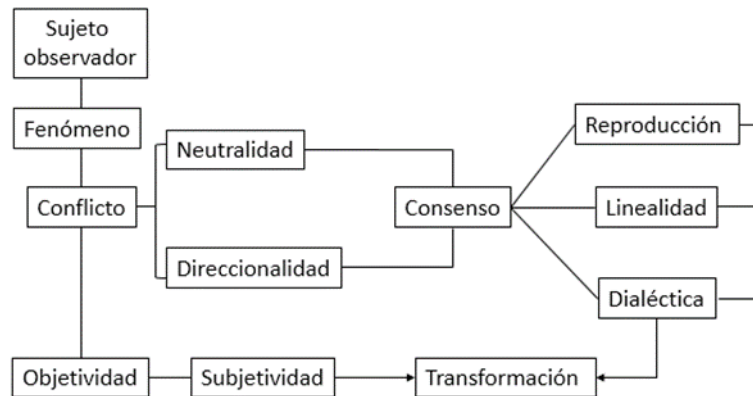 Sujeto
observador
Fenómeno
Conflicto
Neutralidad
Direccionalidad
Consenso
Reproducción
Linealidad
Dialéctica
Objetividad
Subjetividad
Transformación